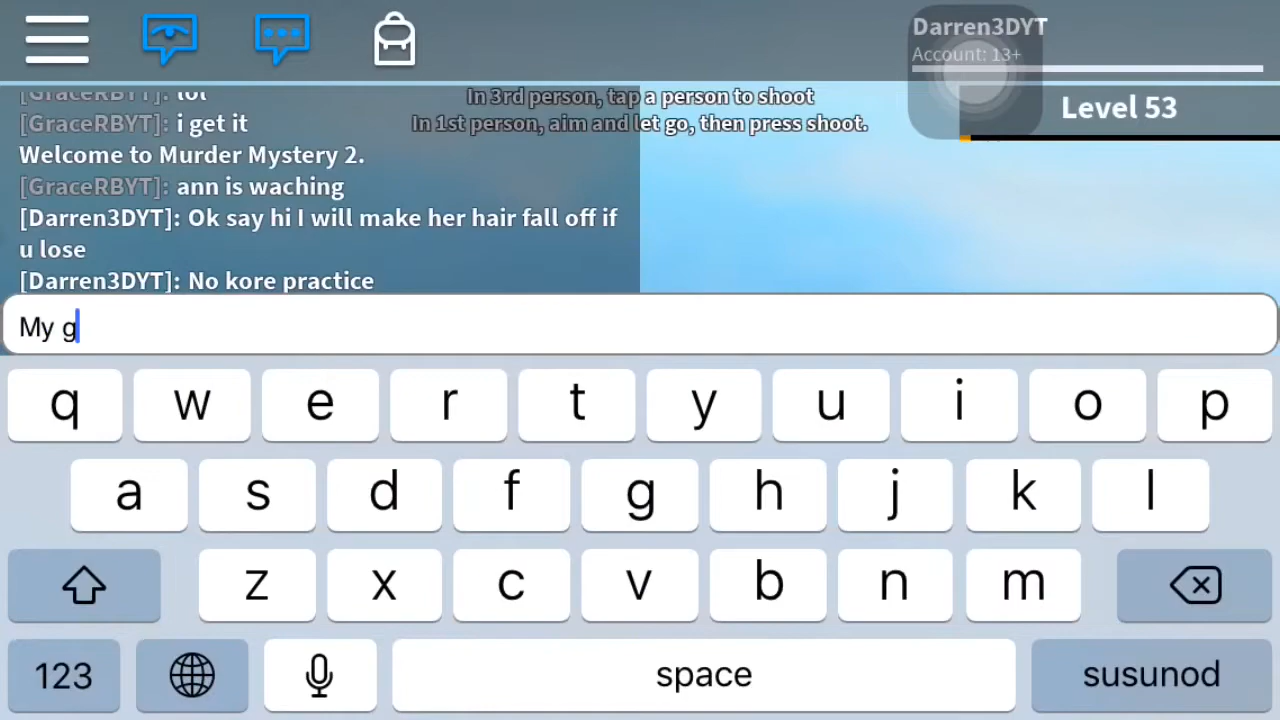 Darren3DYT
Account: 13+
Level 53
In 3rd person, tap a person to shoot
In 1st person, aim and let go, then press shoot.
[GraceRBYT]: lol
[GraceRBYT]: i get it
Welcome to Murder Mystery 2.
[GraceRBYT]: ann is waching
[Darren3DYT]: Ok say hi I will make her hair fall off if
u lose
[Darren3DYT]: No kore practice
My g
q w e r t y u i o p
a s d f g h j k l
z x c v b n m
123 space susunod